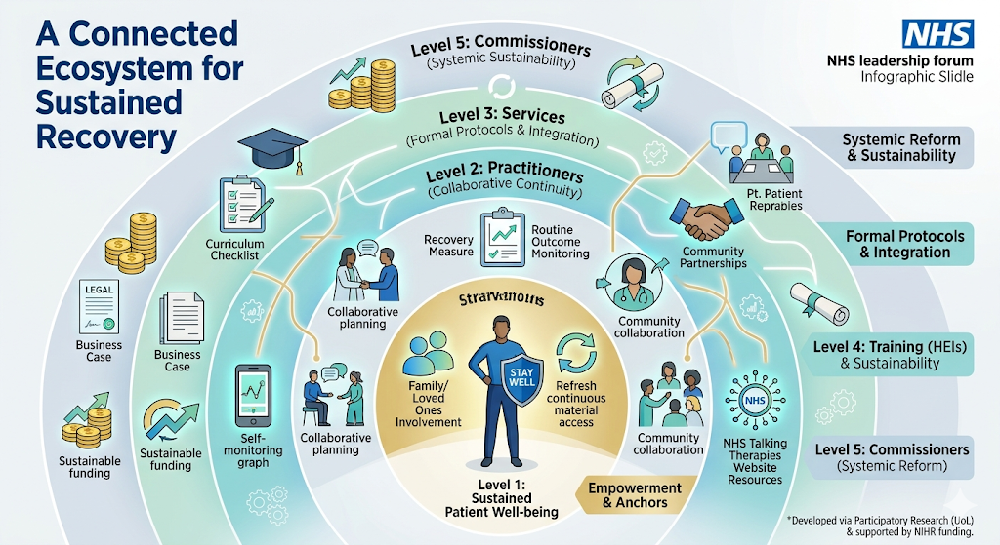 A Connected
Ecosystem for
Sustained
Recovery
NHS
NHS leadership forum
Infographic Slidle
Level 5: Commissioners
(Systemic Sustainability)
Level 3: Services
(Formal Protocols & Integration)
Level 2: Practitioners
(Collaborative Continuity)
Systemic Reform
& Sustainability
Pt. Patient
Reprables
Curriculum
Checklist
Recovery
Measure
Routine
Outcome
Monitoring
Community
Partnerships
Formal Protocols
& Integration
LEGAL
Business
Case
Business
Case
Collaborative
planning
Community
collaboration
Level 4: Training (HEIs)
& Sustainability
STAY
WELL
Family/
Loved
Ones
Involvement
Refresh
continuous
material
access
NHS
Sustainable
funding
Sustainable
funding
Self-
monitoring
graph
Collaborative
planning
Community
collaboration
NHS Talking
Therapies
Website
Resources
Level 5: Commissioners
(Systemic Reform)
Level 1:
Sustained
Patient Well-being
Empowerment
& Anchors
*Developed via Participatory Research (UoL)
& supported by NIHR funding.